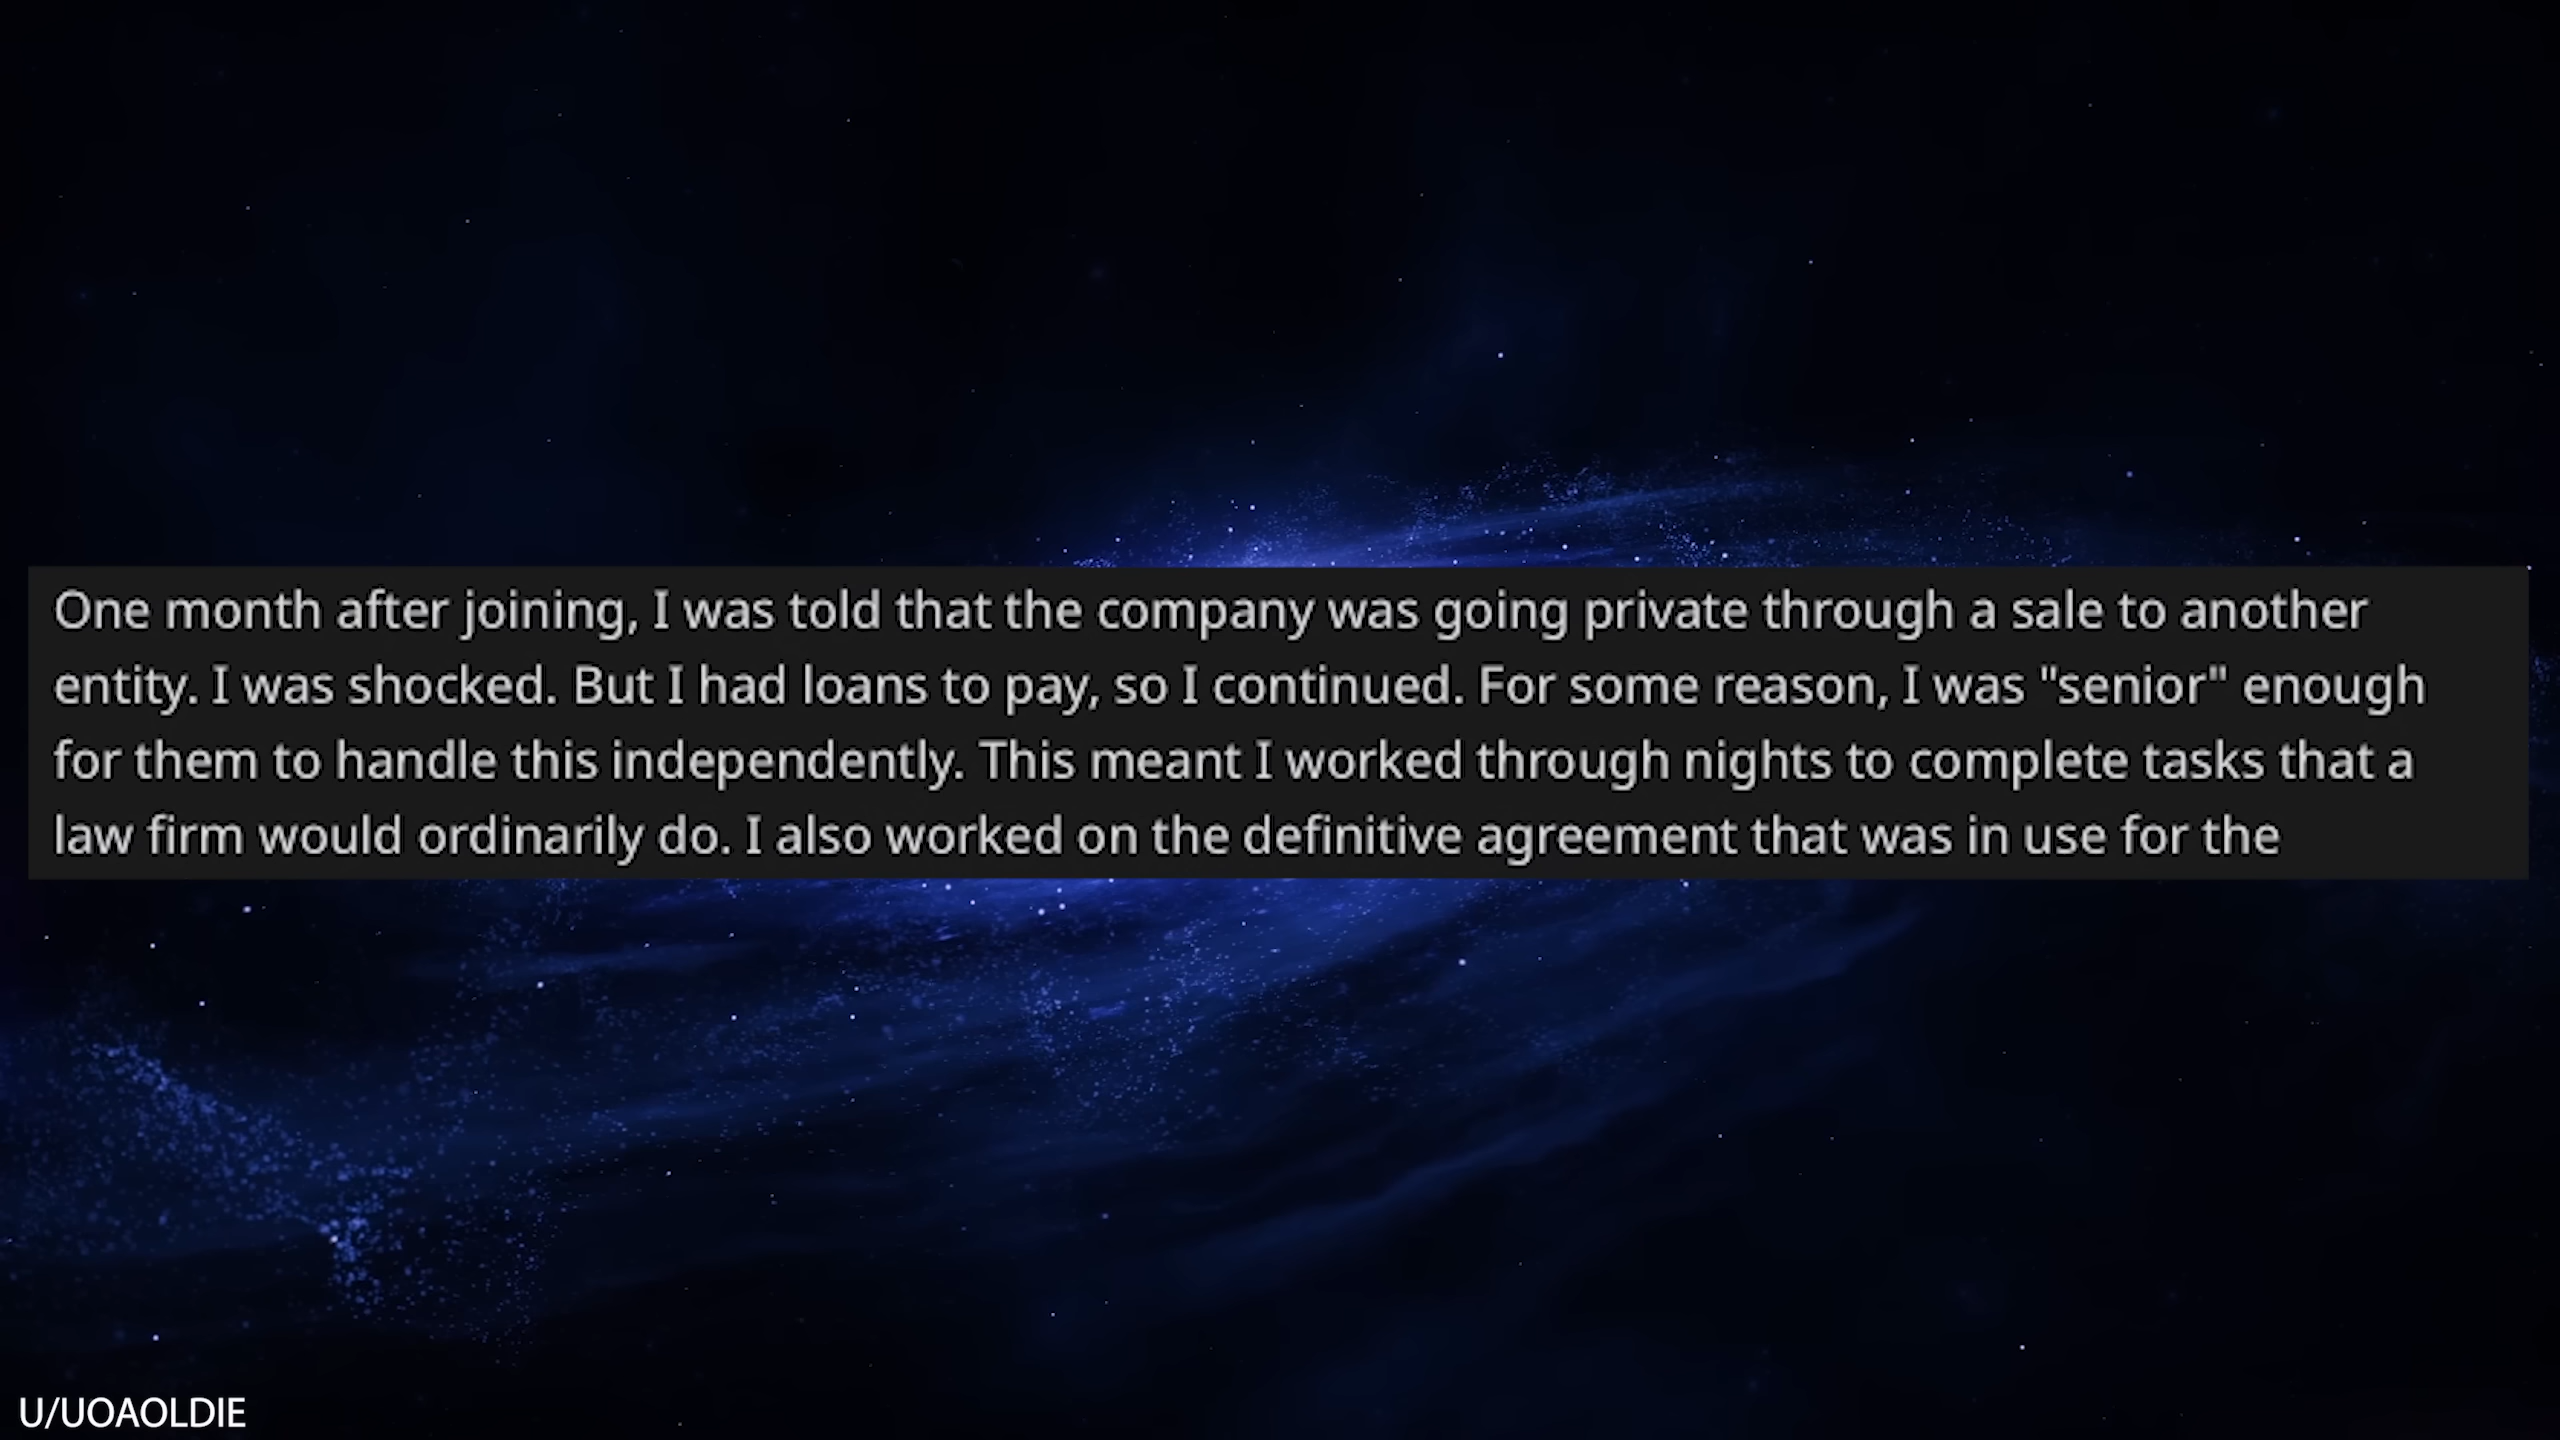 One month after joining, I was told that the company was going private through a sale to another
entity. I was shocked. But I had loans to pay, so I continued. For some reason, I was "senior" enough
for them to handle this independently. This meant I worked through nights to complete tasks that a
law firm would ordinarily do. I also worked on the definitive agreement that was in use for the
U/UOAOLDIE